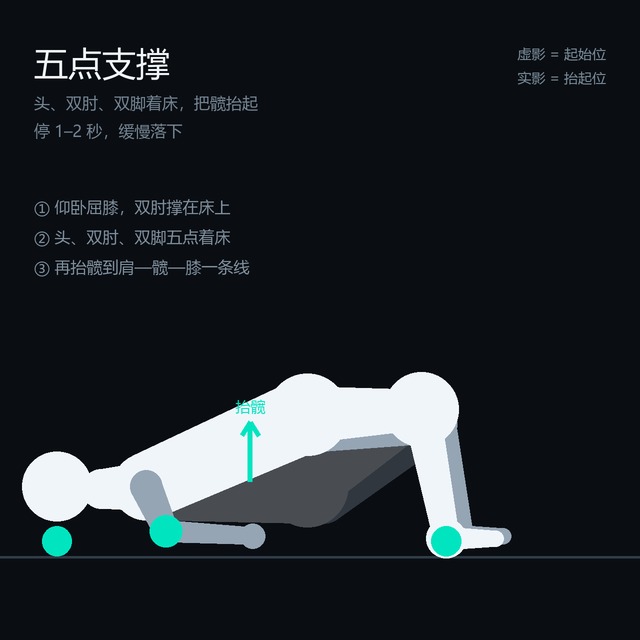 五点支撑
头、双肘、双脚着床，把髋抬起
停 1–2 秒，缓慢落下
虚影 = 起始位
实影 = 抬起位
① 仰卧屈膝，双肘撑在床上
② 头、双肘、双脚五点着床
③ 再抬髋到肩—髋—膝一条线
抬髋